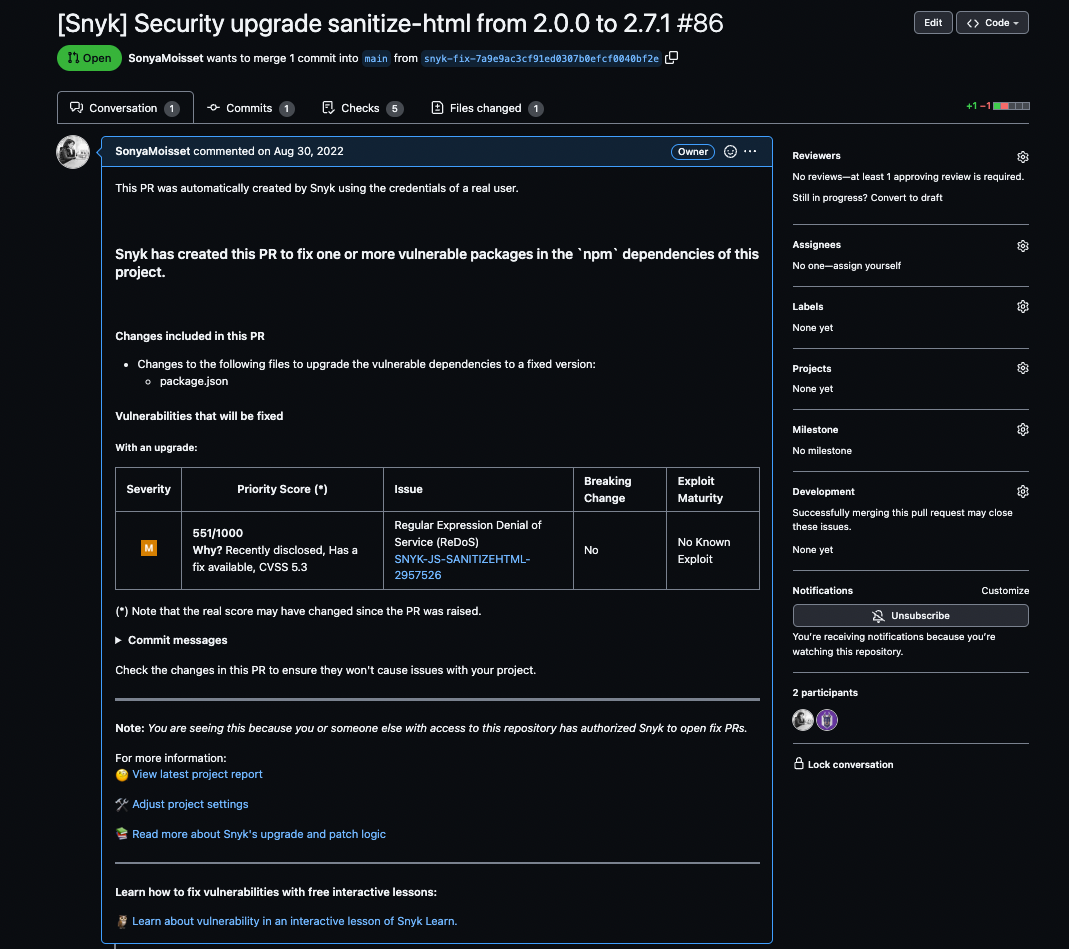 [Snyk] Security upgrade sanitize-html from 2.0.0 to 2.7.1 #86
Edit
<> Code
Open
SonyaMoisset wants to merge 1 commit into main from snyk-fix-7a9e9ac3cf91ed0307b0efcf0040bf2e
Conversation 1
Commits 1
Checks 5
Files changed 1
+1 −1
SonyaMoisset commented on Aug 30, 2022
Owner
This PR was automatically created by Snyk using the credentials of a real user.
Snyk has created this PR to fix one or more vulnerable packages in the `npm` dependencies of this
project.
Changes included in this PR
• Changes to the following files to upgrade the vulnerable dependencies to a fixed version:
◦ package.json
Vulnerabilities that will be fixed
With an upgrade:
Severity
Priority Score (*)
Issue
Breaking
Change
Exploit
Maturity
M
551/1000
Why? Recently disclosed, Has a
fix available, CVSS 5.3
Regular Expression Denial of
Service (ReDoS)
SNYK-JS-SANITIZEHTML-
2957526
No
No Known
Exploit
(*) Note that the real score may have changed since the PR was raised.
Commit messages
Check the changes in this PR to ensure they won't cause issues with your project.
Note: You are seeing this because you or someone else with access to this repository has authorized Snyk to open fix PRs.
For more information:
🧐 View latest project report
🛠 Adjust project settings
📚 Read more about Snyk's upgrade and patch logic
Learn how to fix vulnerabilities with free interactive lessons:
🦉 Learn about vulnerability in an interactive lesson of Snyk Learn.
Reviewers
No reviews—at least 1 approving review is required.
Still in progress? Convert to draft
Assignees
No one—assign yourself
Labels
None yet
Projects
None yet
Milestone
No milestone
Development
Successfully merging this pull request may close
these issues.
None yet
Notifications
Customize
Unsubscribe
You're receiving notifications because you're
watching this repository.
2 participants
Lock conversation